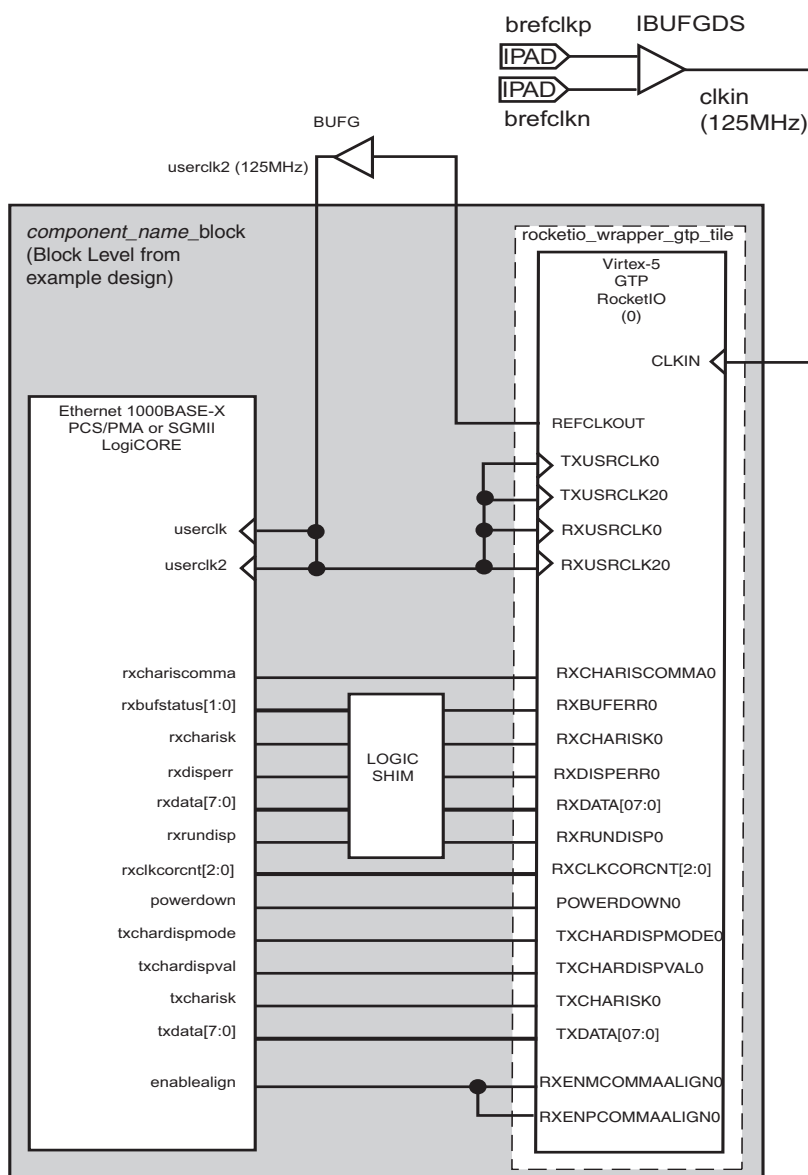 brefclkp
IBUFGDS
IPAD
IPAD
brefclkn
clkin
(125MHz)
BUFG
userclk2 (125MHz)
component_name_block
(Block Level from
example design)
rocketio_wrapper_gtp_tile
Virtex-5
GTP
RocketIO
(0)
CLKIN
Ethernet 1000BASE-X
PCS/PMA or SGMII
LogiCORE
REFCLKOUT
TXUSRCLK0
TXUSRCLK20
userclk
RXUSRCLK0
userclk2
RXUSRCLK20
rxchariscomma
RXCHARISCOMMA0
rxbufstatus[1:0]
RXBUFERR0
rxcharisk
RXCHARISK0
LOGIC
SHIM
rxdisperr
RXDISPERR0
rxdata[7:0]
RXDATA[07:0]
rxrundisp
RXRUNDISP0
rxclkcorcnt[2:0]
RXCLKCORCNT[2:0]
powerdown
POWERDOWN0
txchardispmode
TXCHARDISPMODE0
txchardispval
TXCHARDISPVAL0
txcharisk
TXCHARISK0
txdata[7:0]
TXDATA[07:0]
enablealign
RXENMCOMMAALIGN0
RXENPCOMMAALIGN0